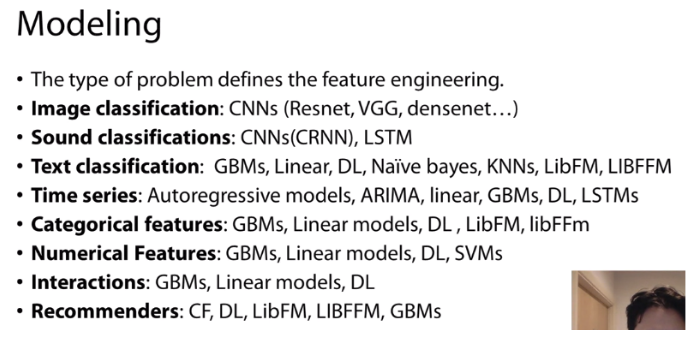 Modeling
• The type of problem defines the feature engineering.
• Image classification: CNNs (Resnet, VGG, densenet…)
• Sound classifications: CNNs(CRNN), LSTM
• Text classification:  GBMs, Linear, DL, Naïve bayes, KNNs, LibFM, LIBFFM
• Time series: Autoregressive models, ARIMA, linear, GBMs, DL, LSTMs
• Categorical features: GBMs, Linear models, DL , LibFM, libFFm
• Numerical Features: GBMs, Linear models, DL, SVMs
• Interactions: GBMs, Linear models, DL
• Recommenders: CF, DL, LibFM, LIBFFM, GBMs